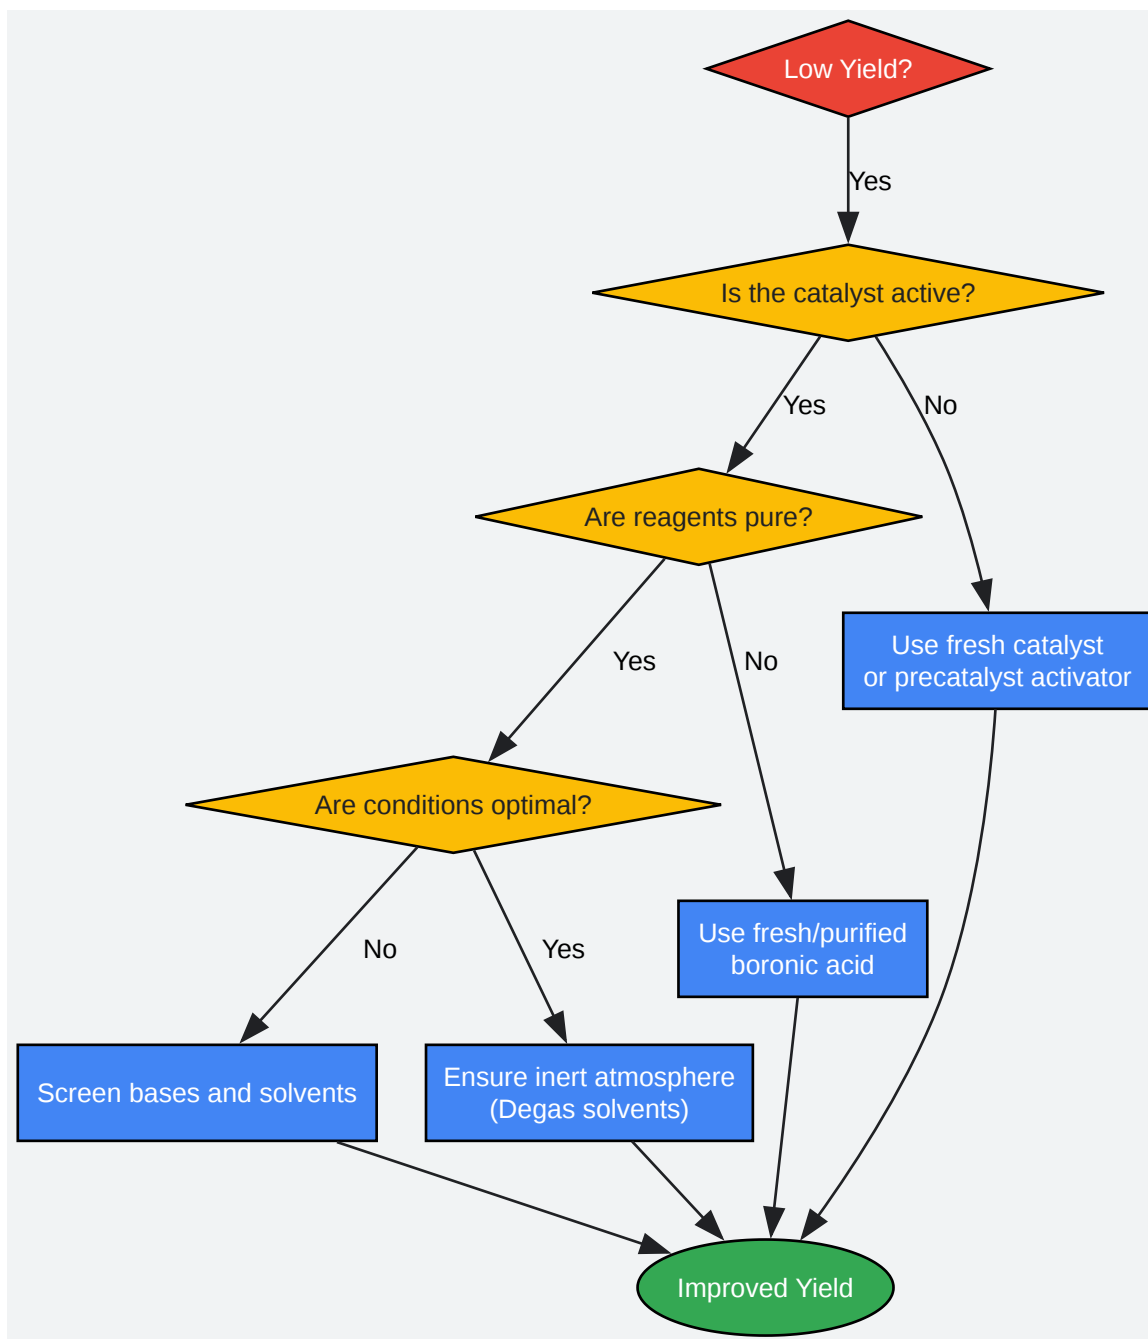 Low Yield?
Yes
Is the catalyst active?
Yes
No
Are reagents pure?
Use fresh catalyst
or precatalyst activator
Yes
No
Are conditions optimal?
Use fresh/purified
boronic acid
No
Yes
Screen bases and solvents
Ensure inert atmosphere
(Degas solvents)
Improved Yield